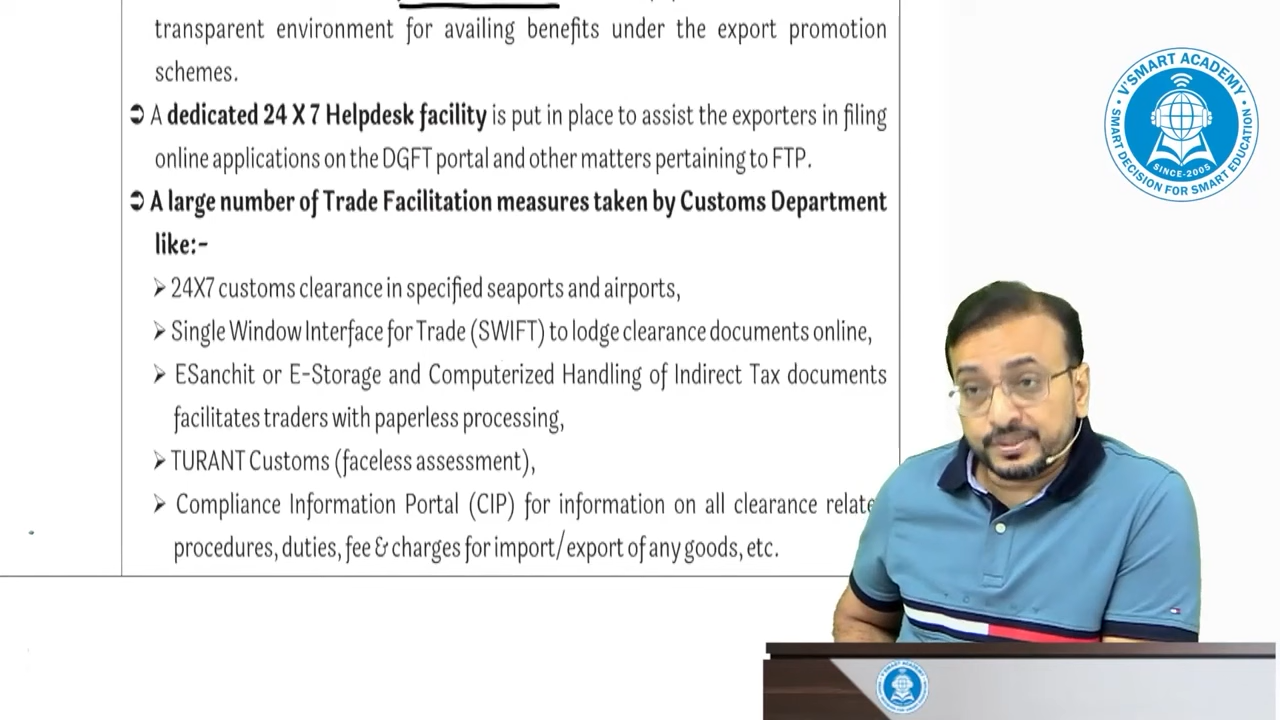 transparent environment for availing benefits under the export promotion
schemes.
➲ A dedicated 24 X 7 Helpdesk facility is put in place to assist the exporters in filing
online applications on the DGFT portal and other matters pertaining to FTP.
➲ A large number of Trade Facilitation measures taken by Customs Department
like:-
➢ 24X7 customs clearance in specified seaports and airports,
➢ Single Window Interface for Trade (SWIFT) to lodge clearance documents online,
➢ ESanchit or E-Storage and Computerized Handling of Indirect Tax documents
facilitates traders with paperless processing,
➢ TURANT Customs (faceless assessment),
➢ Compliance Information Portal (CIP) for information on all clearance relate
procedures, duties, fee & charges for import/export of any goods, etc.
V'SMART ACADEMY
SINCE-2005
SMART DECISION FOR SMART EDUCATION